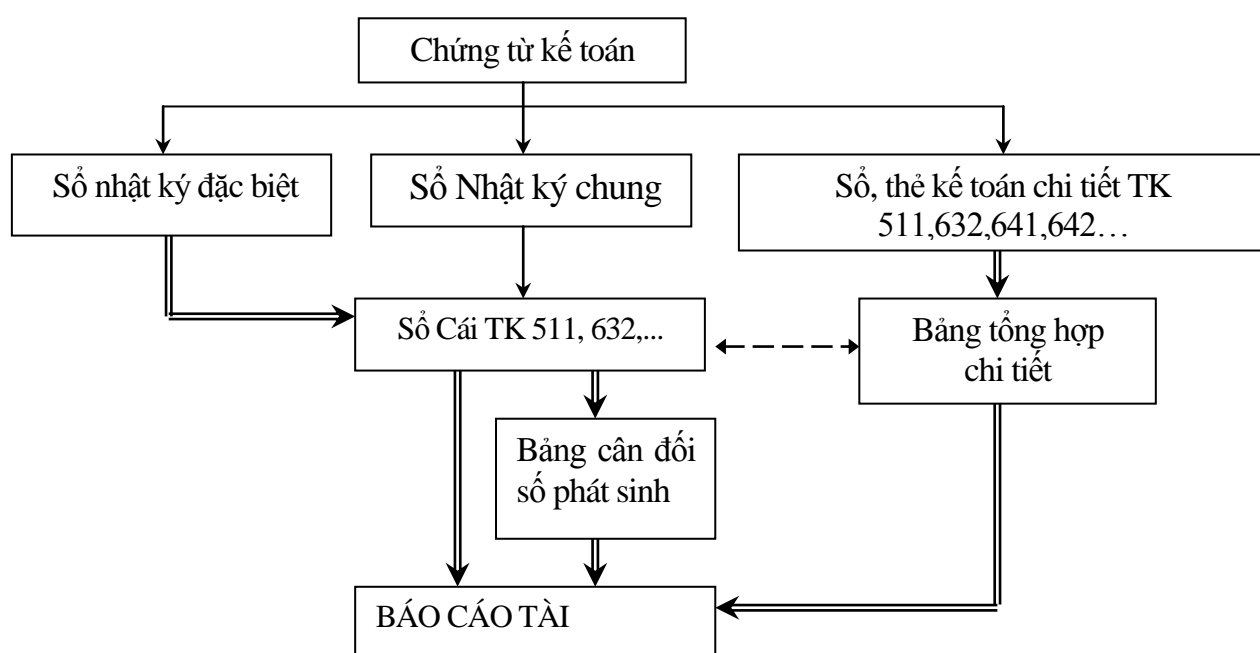 Chứng từ kế toán
Sổ nhật ký đặc biệt
Sổ Nhật ký chung
Sổ, thẻ kế toán chi tiết TK
511,632,641,642…
Sổ Cái TK 511, 632,...
Bảng tổng hợp
chi tiết
Bảng cân đối
số phát sinh
BÁO CÁO TÀI